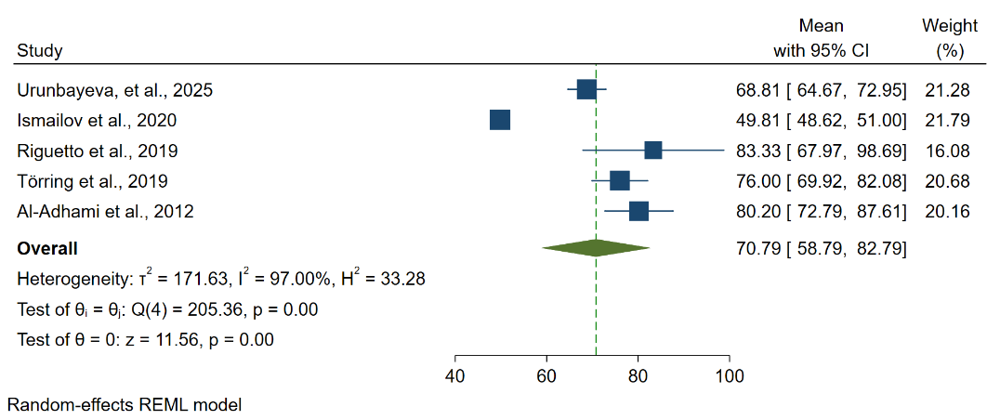 Mean Weight
Study with 95% CI (%)
Urunbayeva, et al., 2025 68.81 [ 64.67, 72.95] 21.28
Ismailov et al., 2020 49.81 [ 48.62, 51.00] 21.79
Riguetto et al., 2019 83.33 [ 67.97, 98.69] 16.08
Törring et al., 2019 76.00 [ 69.92, 82.08] 20.68
Al-Adhami et al., 2012 80.20 [ 72.79, 87.61] 20.16
Overall 70.79 [ 58.79, 82.79]
Heterogeneity: τ² = 171.63, I² = 97.00%, H² = 33.28
Test of θᵢ = θⱼ: Q(4) = 205.36, p = 0.00
Test of θ = 0: z = 11.56, p = 0.00
40 60 80 100
Random-effects REML model